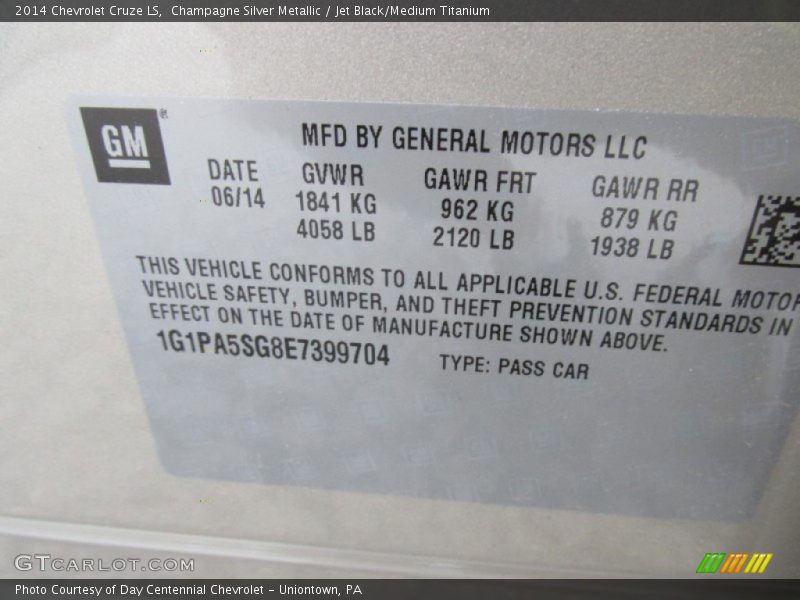 2014 Chevrolet Cruze LS,  Champagne Silver Metallic / Jet Black/Medium Titanium
GM®
MFD BY GENERAL MOTORS LLC
DATE GVWR GAWR FRT GAWR RR
06/14 1841 KG 962 KG 879 KG
4058 LB 2120 LB 1938 LB
THIS VEHICLE CONFORMS TO ALL APPLICABLE U.S. FEDERAL MOTOR
VEHICLE SAFETY, BUMPER, AND THEFT PREVENTION STANDARDS IN
EFFECT ON THE DATE OF MANUFACTURE SHOWN ABOVE.
1G1PA5SG8E7399704 TYPE: PASS CAR
GTCARLOT.COM
Photo Courtesy of Day Centennial Chevrolet – Uniontown, PA